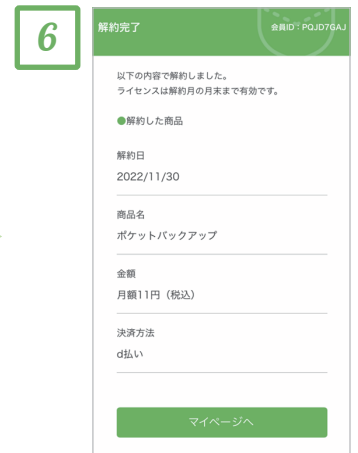 6
解約完了
会員ID：PQJD7GAJ
以下の内容で解約しました。
ライセンスは解約月の月末まで有効です。
●解約した商品
解約日
2022/11/30
商品名
ポケットバックアップ
金額
月額11円（税込）
決済方法
d払い
マイページへ